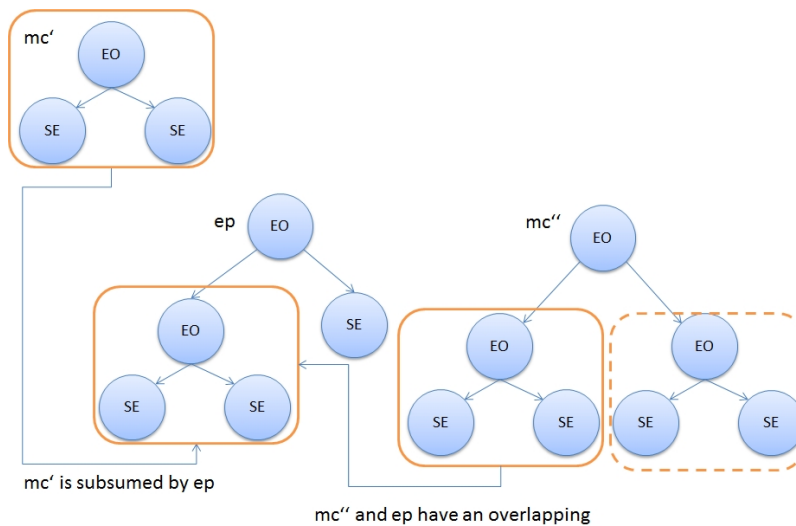 mc‘
EO
SE
SE
ep
EO
mc‘‘
EO
EO
SE
EO
EO
SE
SE
SE
SE
SE
SE
mc‘ is subsumed by ep
mc‘‘ and ep have an overlapping